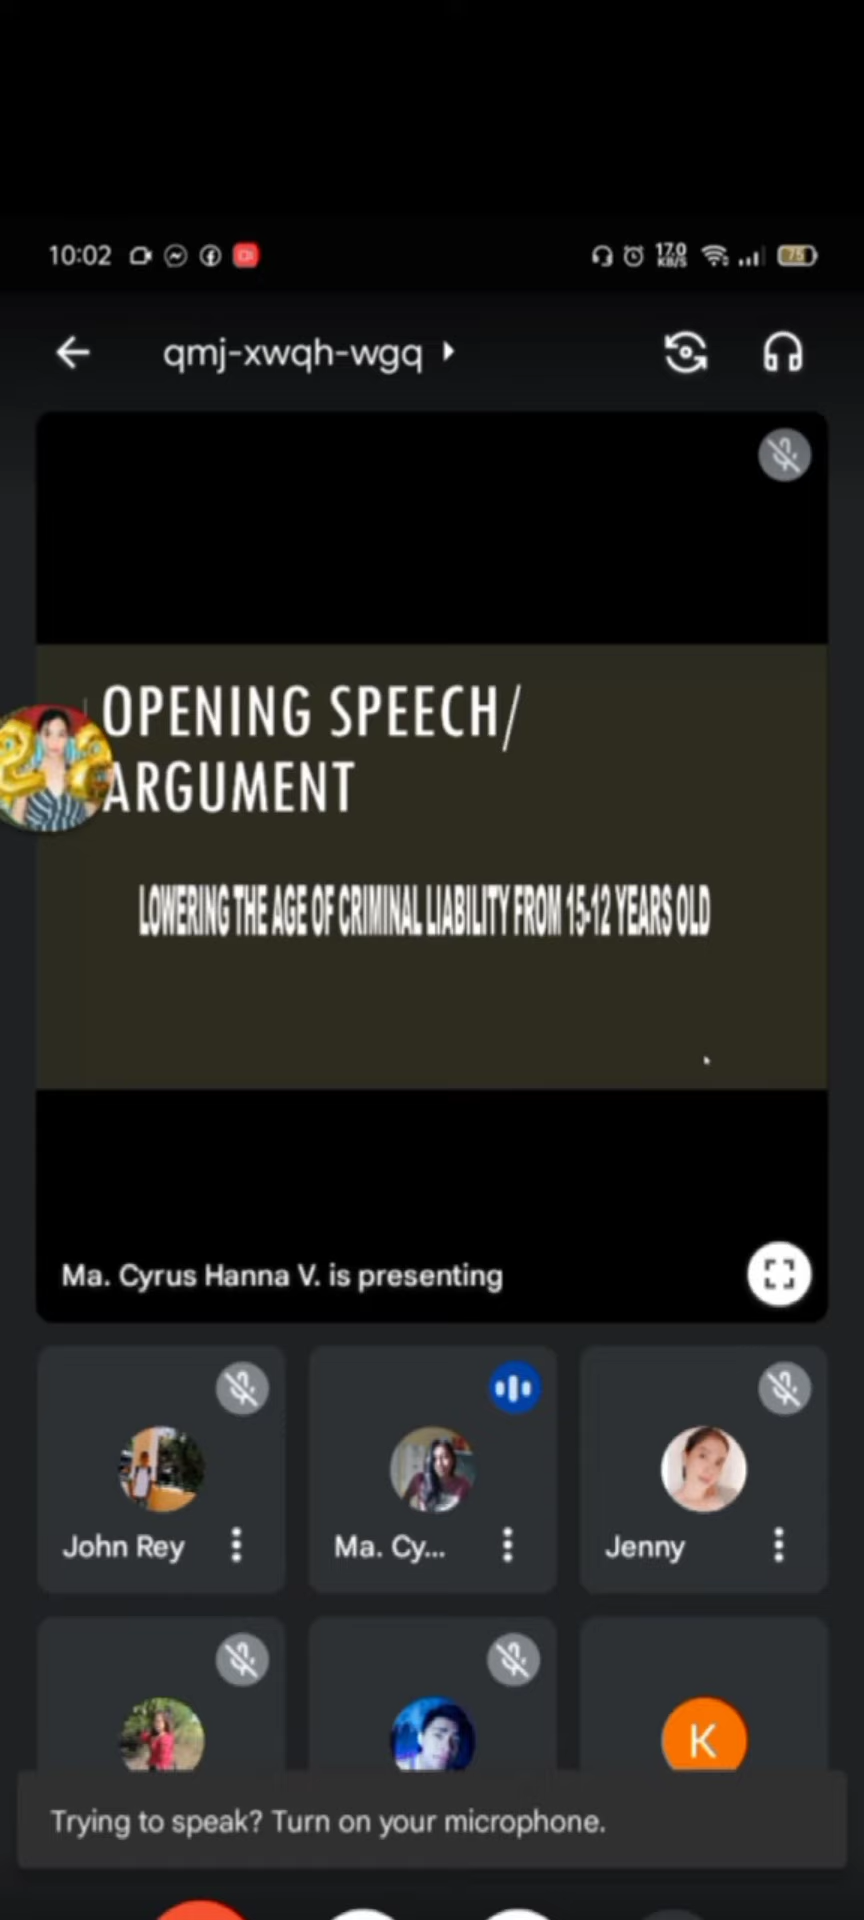 10:02 17.0 KB/S 75
qmj-xwqh-wgq
OPENING SPEECH/
ARGUMENT
LOWERING THE AGE OF CRIMINAL LIABILITY FROM 15-12 YEARS OLD
Ma. Cyrus Hanna V. is presenting
John Rey
Ma. Cy...
Jenny
K
Trying to speak? Turn on your microphone.